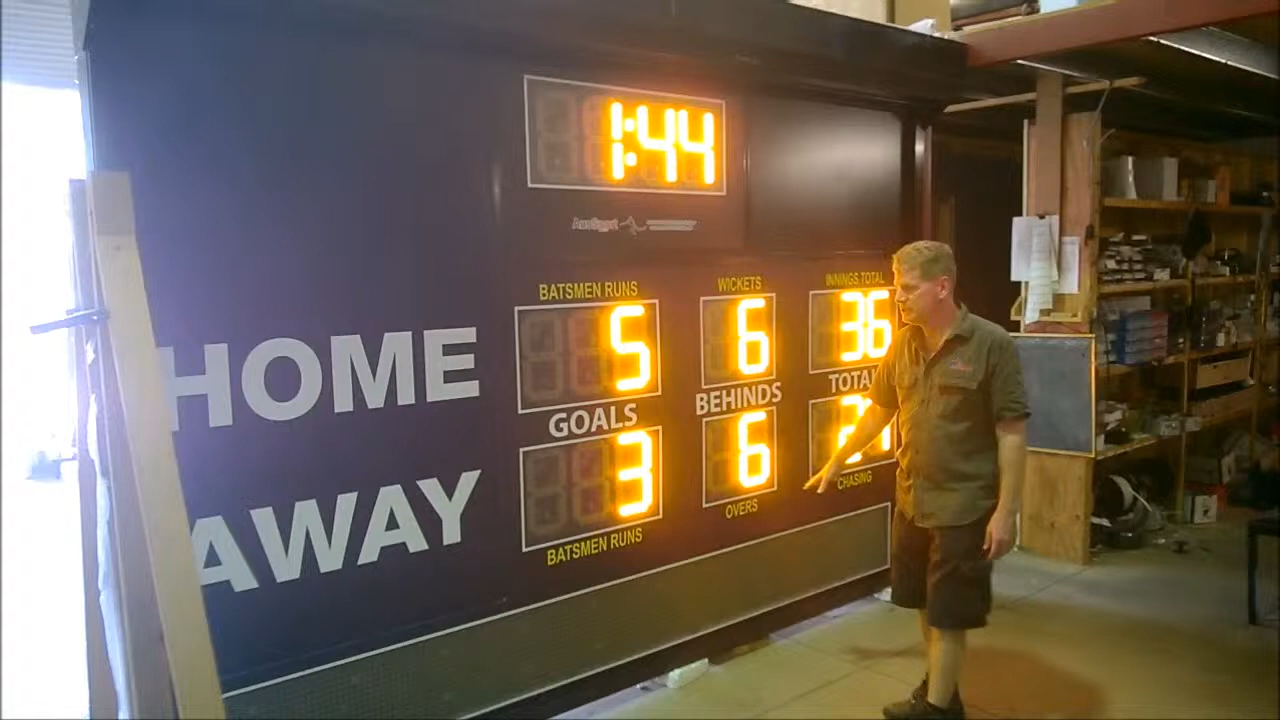 1:44
AusSport
BATSMEN RUNS WICKETS INNINGS TOTAL
HOME 5 6 36
GOALS BEHINDS TOTAL
AWAY 3 6
BATSMEN RUNS OVERS CHASING